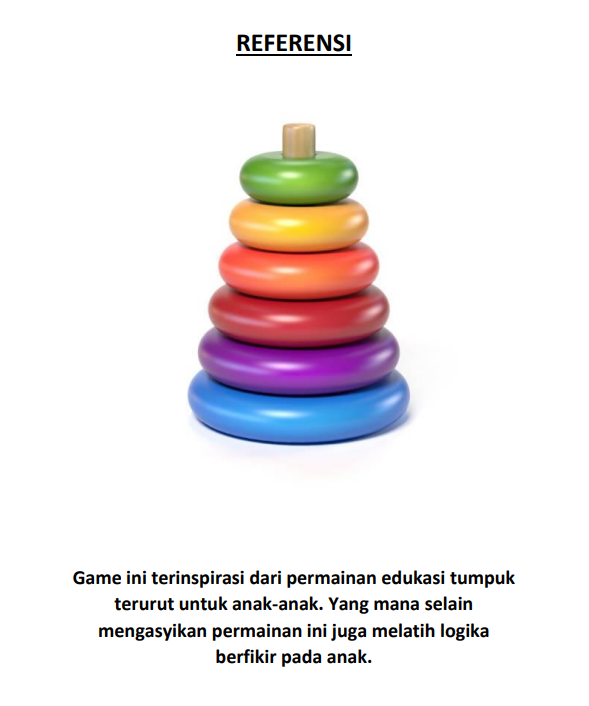 REFERENSI
Game ini terinspirasi dari permainan edukasi tumpuk
terurut untuk anak-anak. Yang mana selain
mengasyikan permainan ini juga melatih logika
berfikir pada anak.